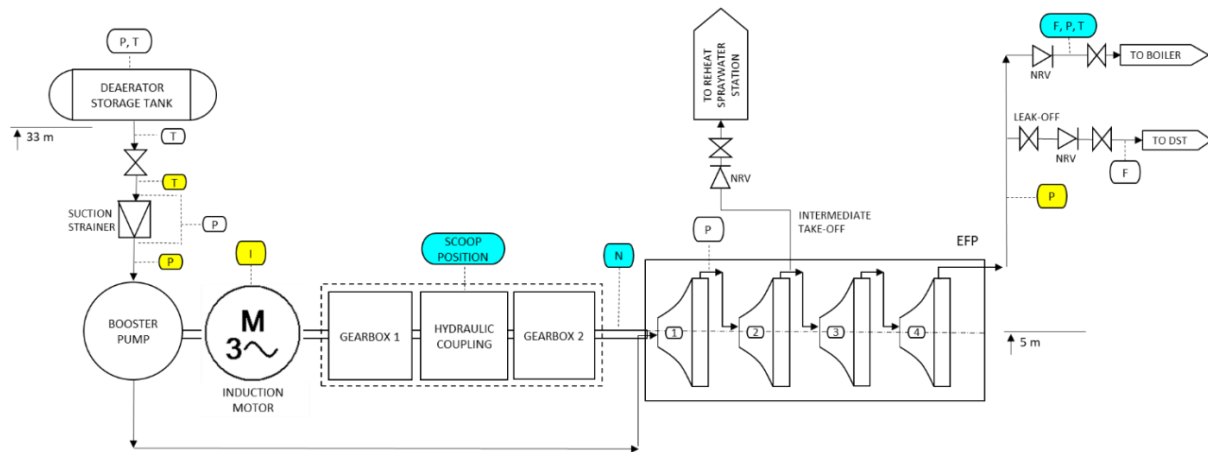 P, T
DEAERATOR
STORAGE TANK
33 m
T
T
SUCTION
STRAINER
P
P
I
BOOSTER
PUMP
M
3
INDUCTION
MOTOR
SCOOP
POSITION
GEARBOX 1
HYDRAULIC
COUPLING
GEARBOX 2
N
TO REHEAT
SPRAYWATER
STATION
NRV
INTERMEDIATE
TAKE-OFF
P
EFP
1
2
3
4
5 m
F, P, T
NRV
TO BOILER
LEAK-OFF
NRV
TO DST
F
P